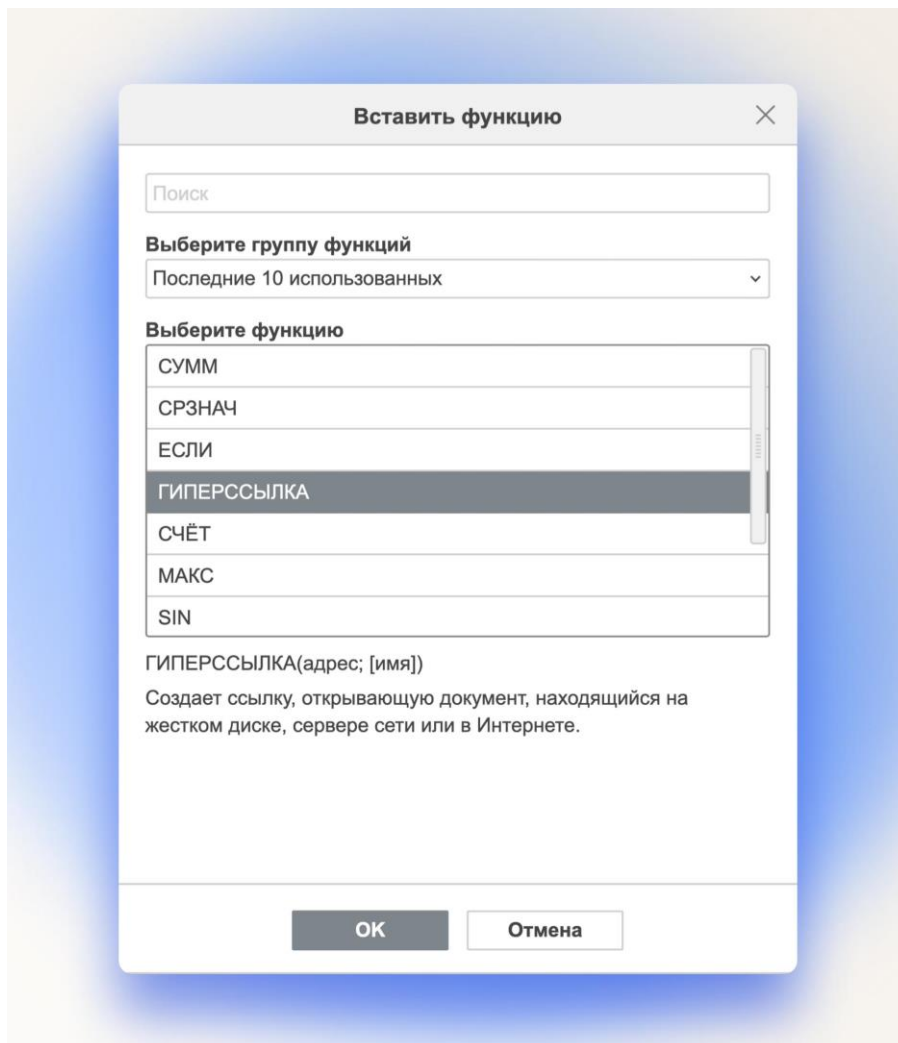 Вставить функцию
Поиск
Выберите группу функций
Последние 10 использованных
Выберите функцию
СУММ
СРЗНАЧ
ЕСЛИ
ГИПЕРССЫЛКА
СЧЁТ
МАКС
SIN
ГИПЕРССЫЛКА(адрес; [имя])
Создает ссылку, открывающую документ, находящийся на
жестком диске, сервере сети или в Интернете.
OK
Отмена